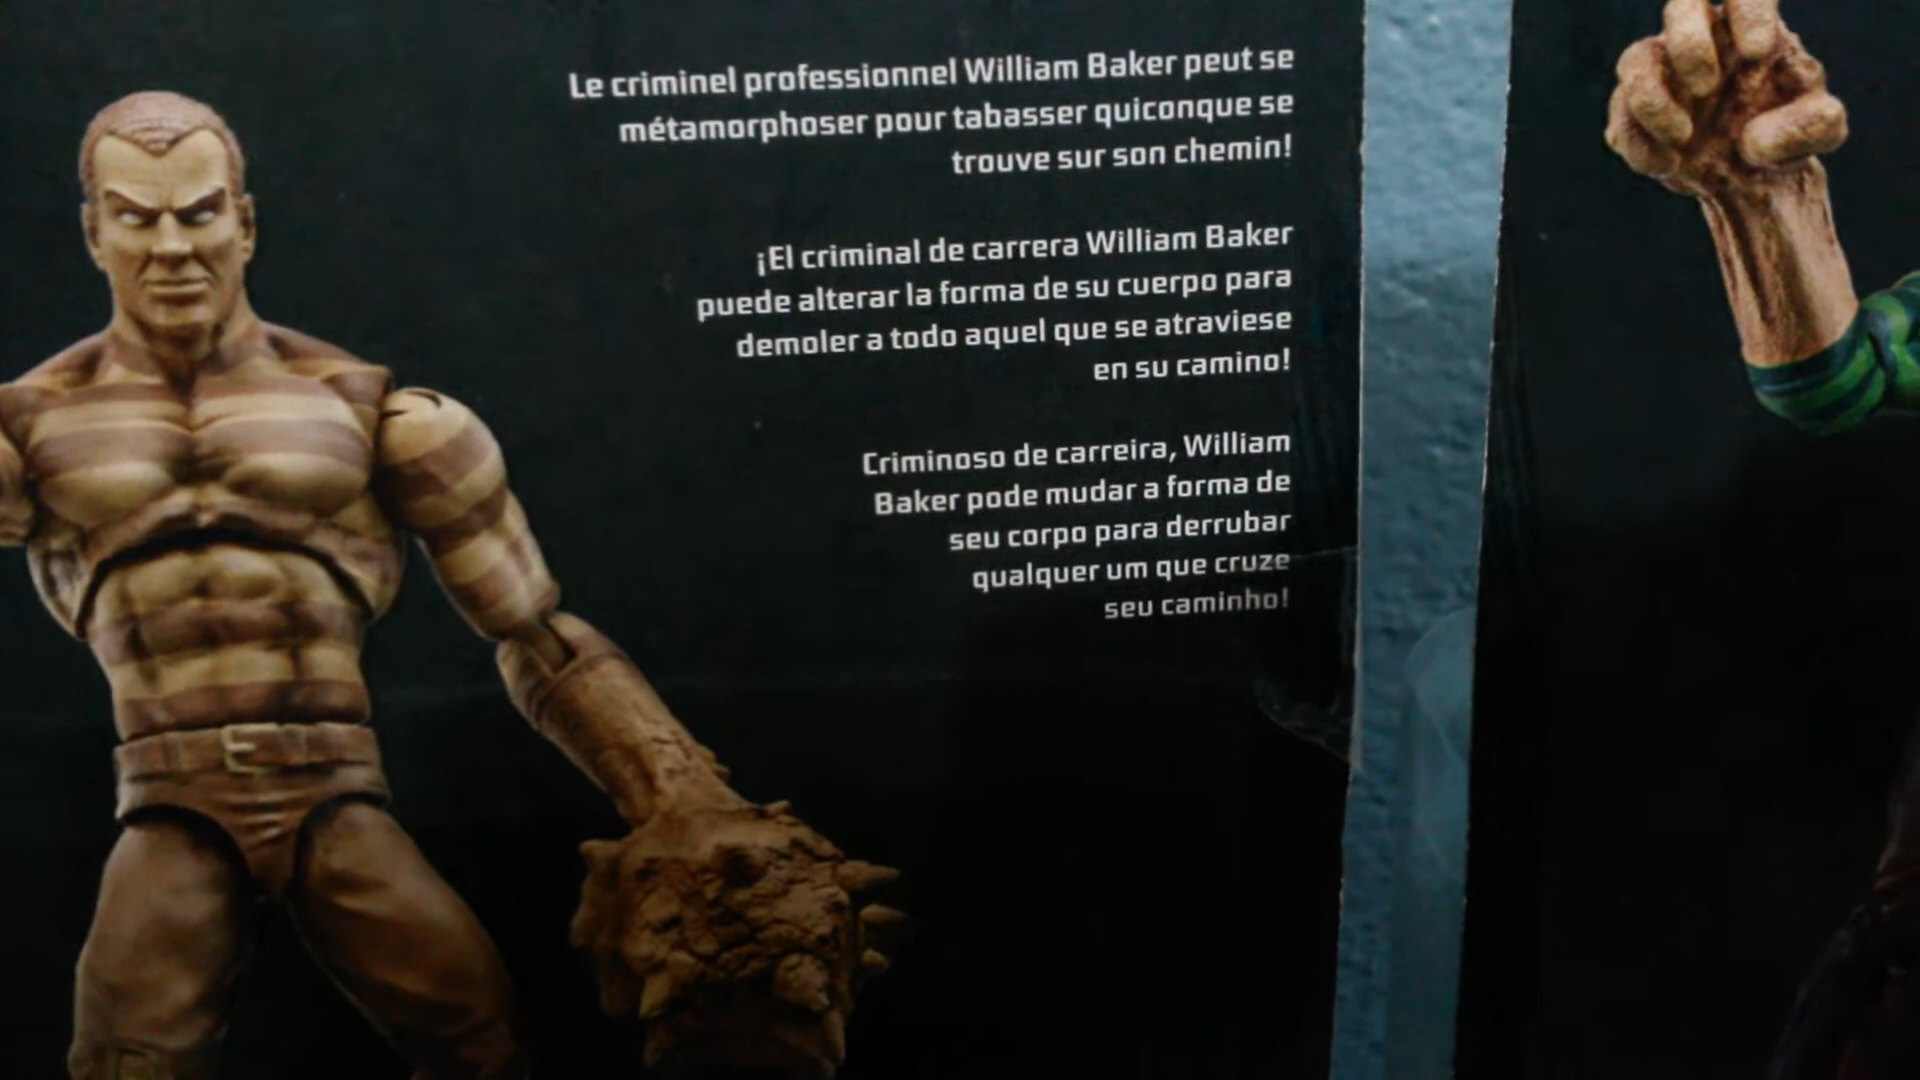 Le criminel professionnel William Baker peut se
métamorphoser pour tabasser quiconque se
trouve sur son chemin!
¡El criminal de carrera William Baker
puede alterar la forma de su cuerpo para
demoler a todo aquel que se atraviese
en su camino!
Criminoso de carreira, William
Baker pode mudar a forma de
seu corpo para derrubar
qualquer um que cruze
seu caminho!